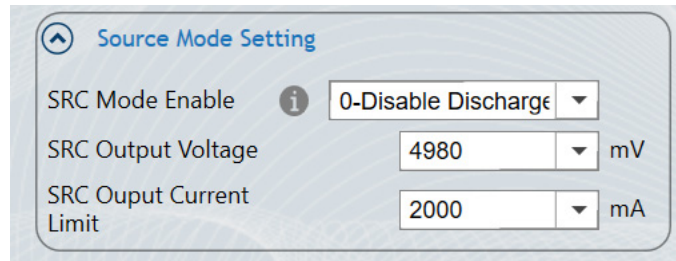 Source Mode Setting
SRC Mode Enable i 0-Disable Discharge
SRC Output Voltage 4980 mV
SRC Ouput Current
Limit 2000 mA